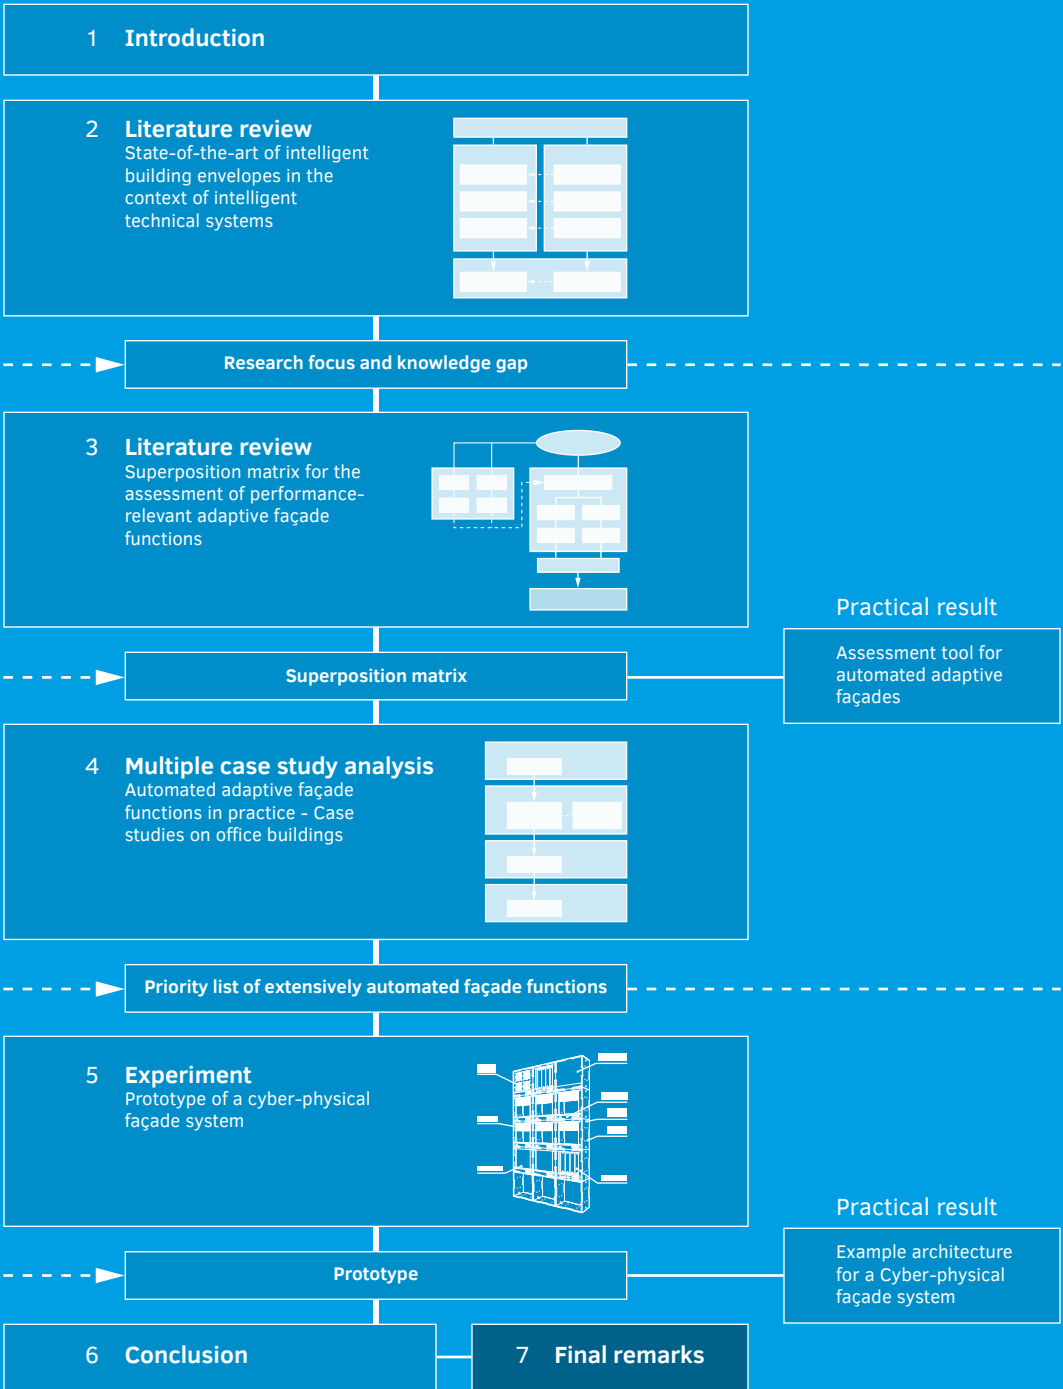 1 Introduction
2 Literature review
State-of-the-art of intelligent
building envelopes in the
context of intelligent
technical systems
Research focus and knowledge gap
3 Literature review
Superposition matrix for the
assessment of performance-
relevant adaptive façade
functions
Practical result
Assessment tool for
automated adaptive
façades
Superposition matrix
4 Multiple case study analysis
Automated adaptive façade
functions in practice - Case
studies on office buildings
Priority list of extensively automated façade functions
5 Experiment
Prototype of a cyber-physical
façade system
Practical result
Example architecture
for a Cyber-physical
façade system
Prototype
6 Conclusion
7 Final remarks